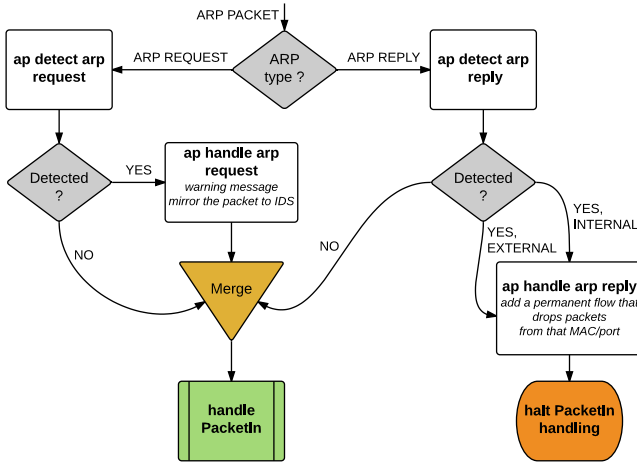 ARP PACKET
ap detect arp
request
ARP REQUEST
ARP
type ?
ARP REPLY
ap detect arp
reply
Detected
?
YES
ap handle arp
request
warning message
mirror the packet to IDS
Detected
?
YES,
INTERNAL
YES,
EXTERNAL
NO
NO
Merge
ap handle arp reply
add a permanent flow that
drops packets
from that MAC/port
handle
PacketIn
halt PacketIn
handling